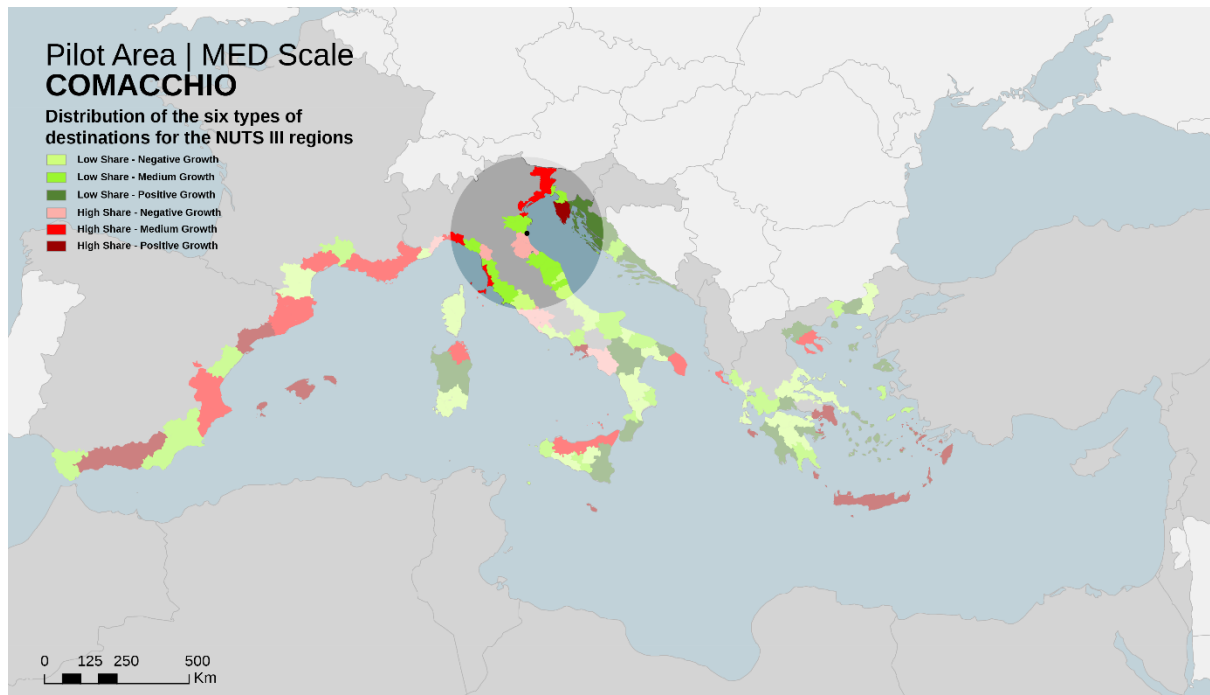 Pilot Area | MED Scale
COMACCHIO
Distribution of the six types of
destinations for the NUTS III regions
Low Share - Negative Growth
Low Share - Medium Growth
Low Share - Positive Growth
High Share - Negative Growth
High Share - Medium Growth
High Share - Positive Growth
0 125 250 500
Km